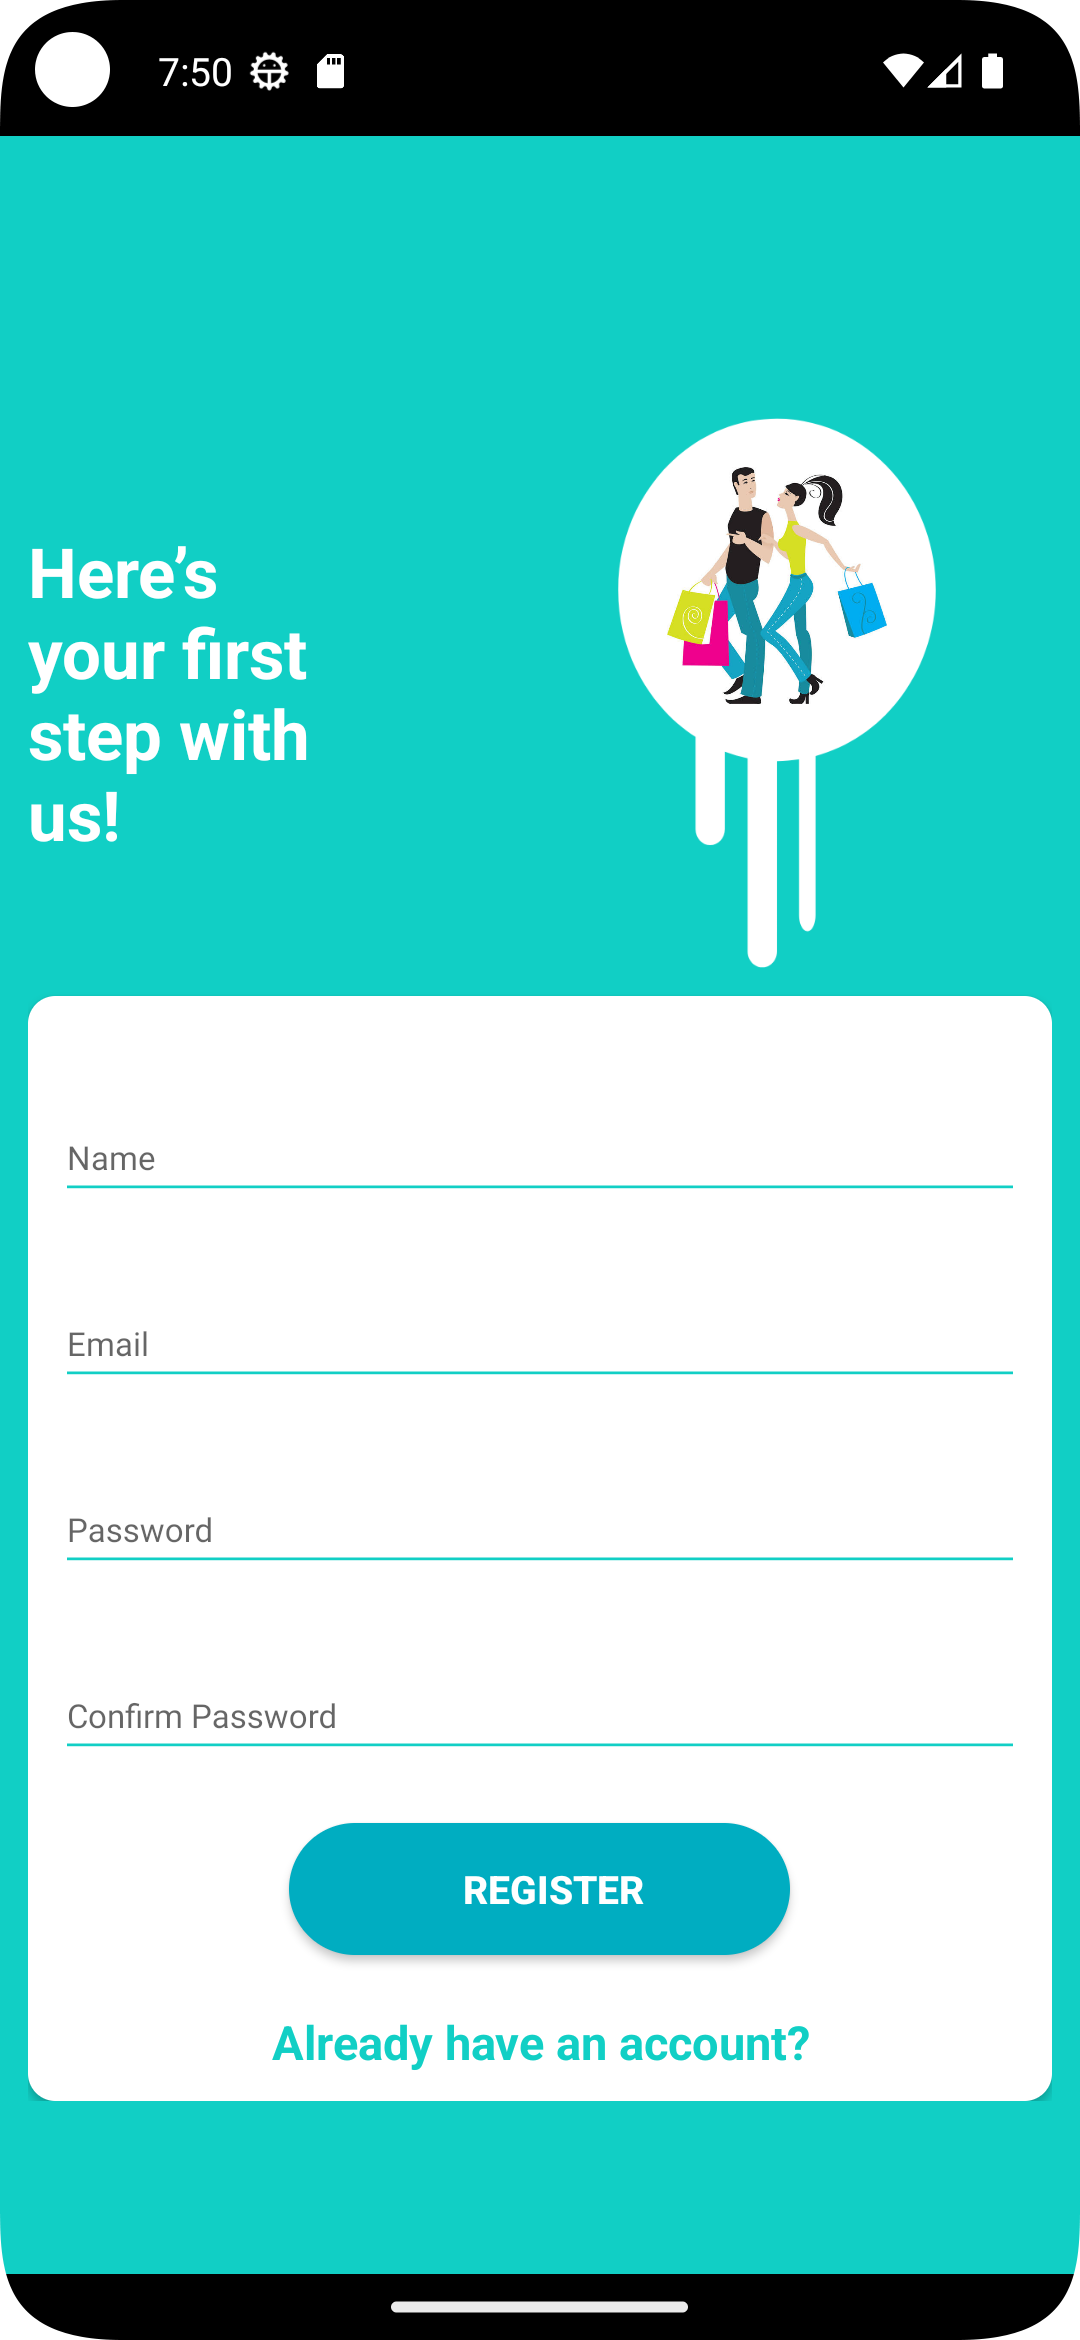 7:50
Here’s
your first
step with
us!
Name
Email
Password
Confirm Password
REGISTER
Already have an account?